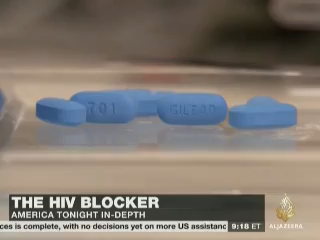 701
GILEAD
THE HIV BLOCKER
AMERICA TONIGHT IN-DEPTH
ces is complete, with no decisions yet on more US assistanc
9:18 ET
ALJAZEERA